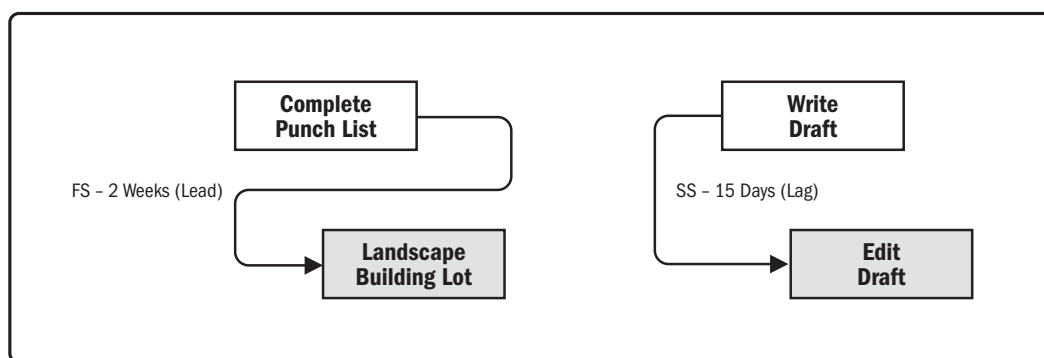 Complete
Punch List
Write
Draft
FS – 2 Weeks (Lead)
SS – 15 Days (Lag)
Landscape
Building Lot
Edit
Draft